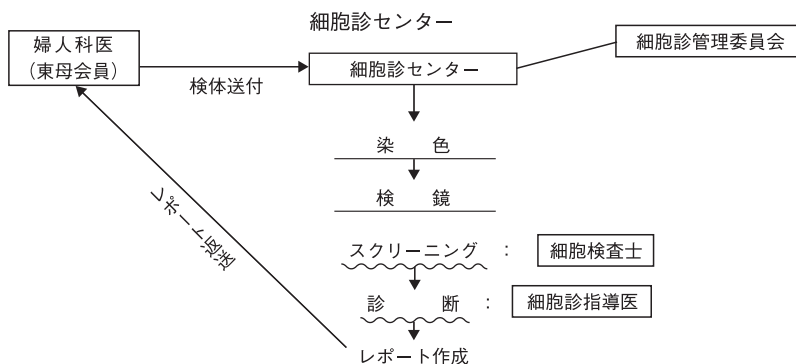 細胞診センター
婦人科医
(東母会員)
検体送付
細胞診センター
細胞診管理委員会
染　　色
検　　鏡
スクリーニング : 細胞検査士
診　　断 : 細胞診指導医
レポート作成
レポート返送